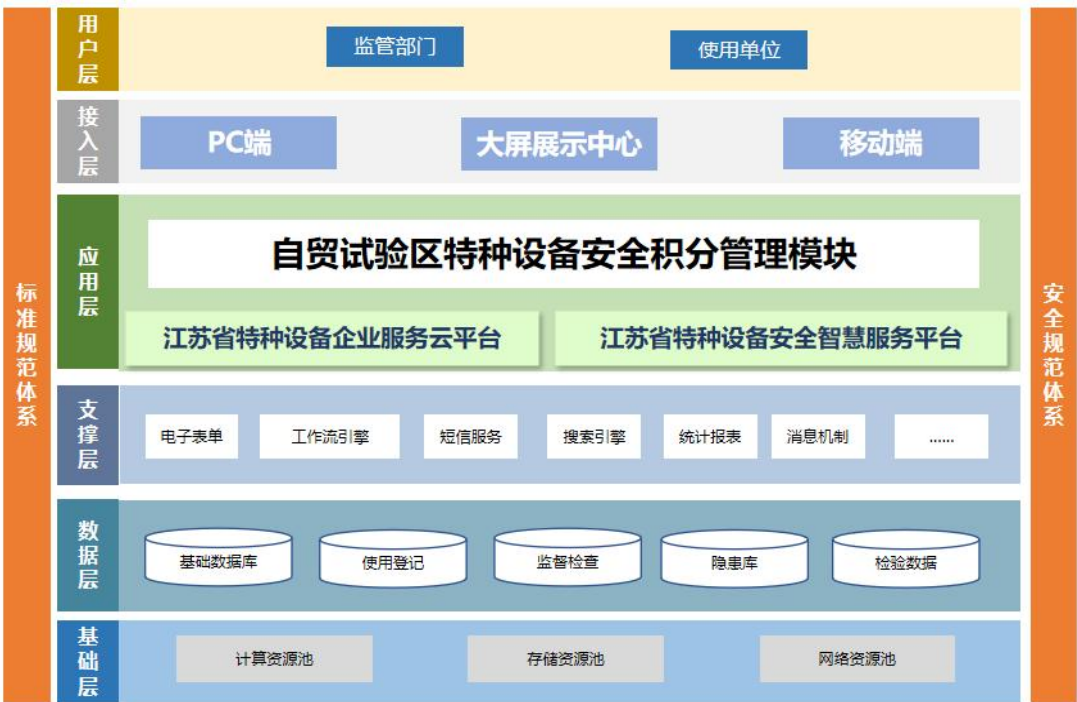 标准规范体系
用户层
监管部门
使用单位
接入层
PC端
大屏展示中心
移动端
应用层
自贸试验区特种设备安全积分管理模块
江苏省特种设备企业服务云平台
江苏省特种设备安全智慧服务平台
支撑层
电子表单
工作流引擎
短信服务
搜索引擎
统计报表
消息机制
......
数据层
基础数据库
使用登记
监督检查
隐患库
检验数据
基础层
计算资源池
存储资源池
网络资源池
安全规范体系